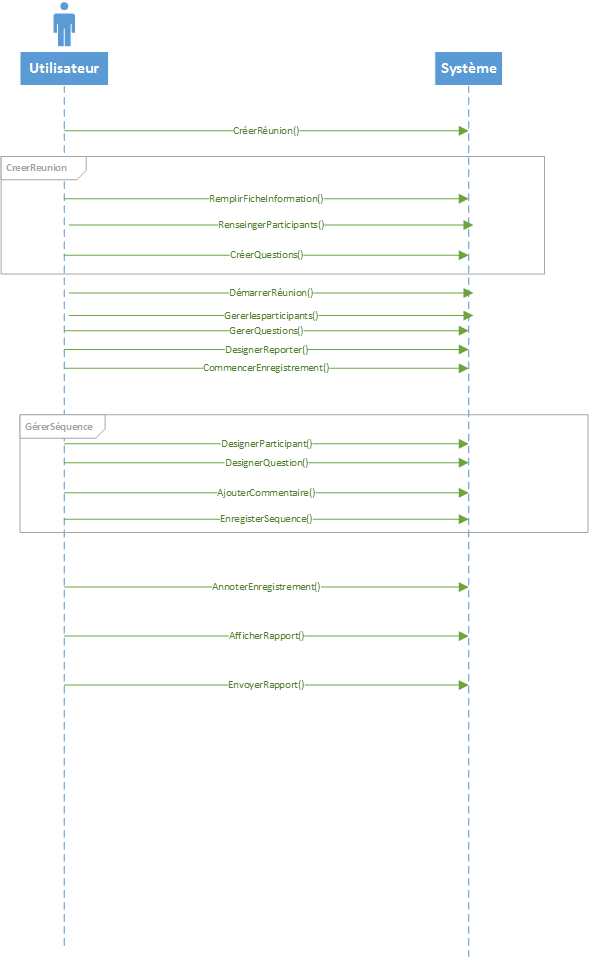 Utilisateur
Système
CréerRéunion()
CreerReunion
RemplirFicheInformation()
RenseingerParticipants()
CréerQuestions()
DémarrerRéunion()
Gererlesparticipants()
GererQuestions()
DesignerReporter()
CommencerEnregistrement()
GérerSéquence
DesignerParticipant()
DesignerQuestion()
AjouterCommentaire()
EnregisterSequence()
AnnoterEnregistrement()
AfficherRapport()
EnvoyerRapport()